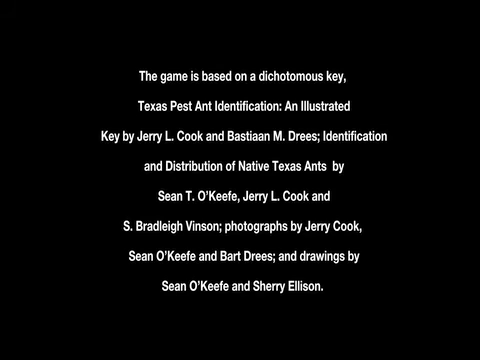 The game is based on a dichotomous key,
Texas Pest Ant Identification: An Illustrated
Key by Jerry L. Cook and Bastiaan M. Drees; Identification
and Distribution of Native Texas Ants  by
Sean T. O’Keefe, Jerry L. Cook and
S. Bradleigh Vinson; photographs by Jerry Cook,
Sean O’Keefe and Bart Drees; and drawings by
Sean O’Keefe and Sherry Ellison.